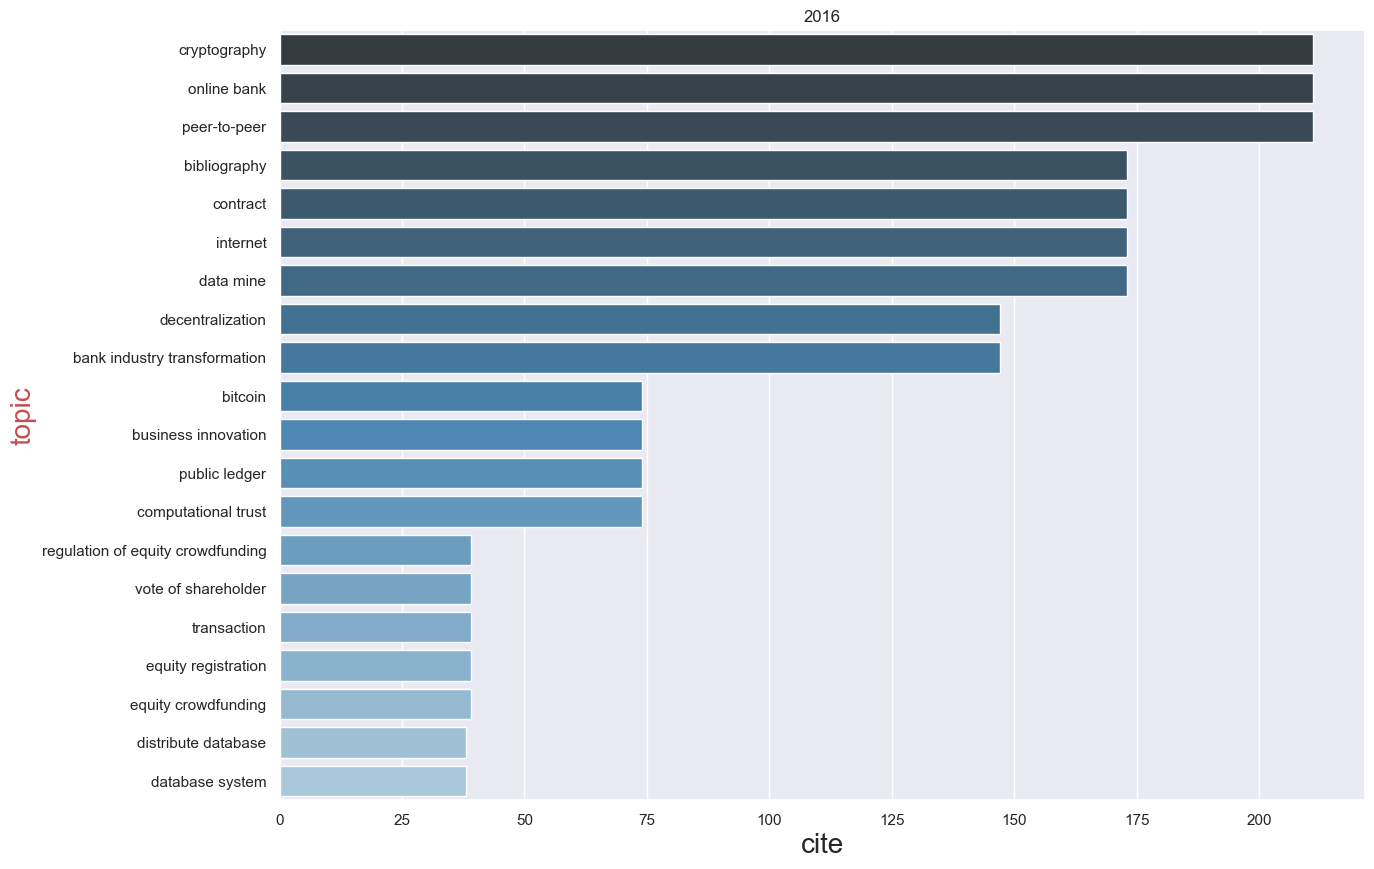 2016
cryptography
online bank
peer-to-peer
bibliography
contract
internet
data mine
decentralization
bank industry transformation
bitcoin
business innovation
public ledger
computational trust
regulation of equity crowdfunding
vote of shareholder
transaction
equity registration
equity crowdfunding
distribute database
database system
topic
0 25 50 75 100 125 150 175 200
cite